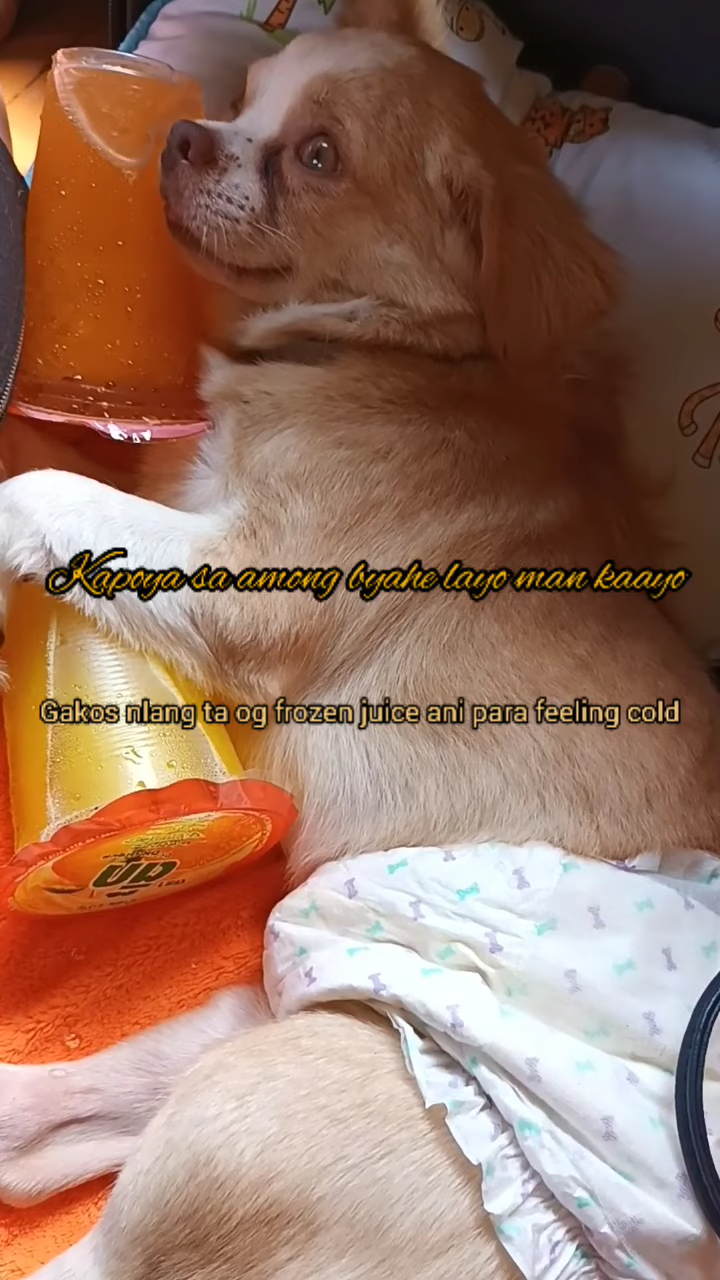 Kapoya sa among byahe layo man kaayo
Gakos nlang ta og frozen juice ani para feeling cold